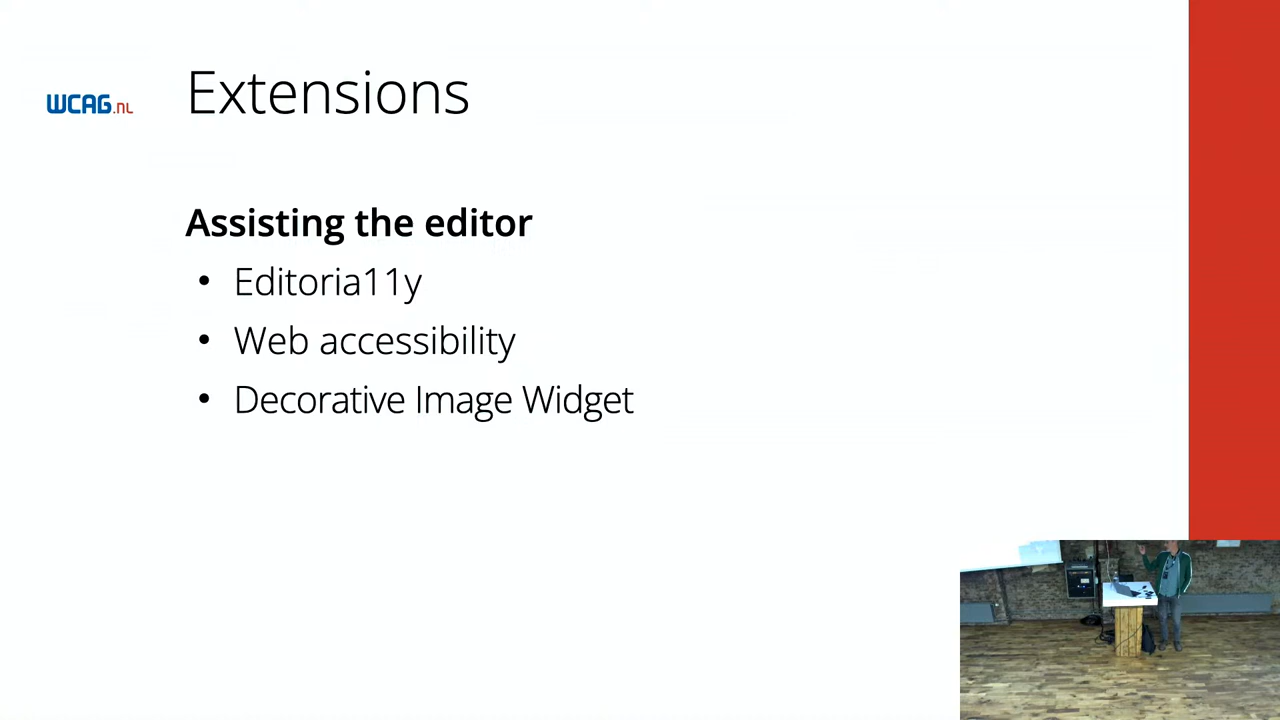 WCAG.NL
Extensions
Assisting the editor
• Editoria11y
• Web accessibility
• Decorative Image Widget